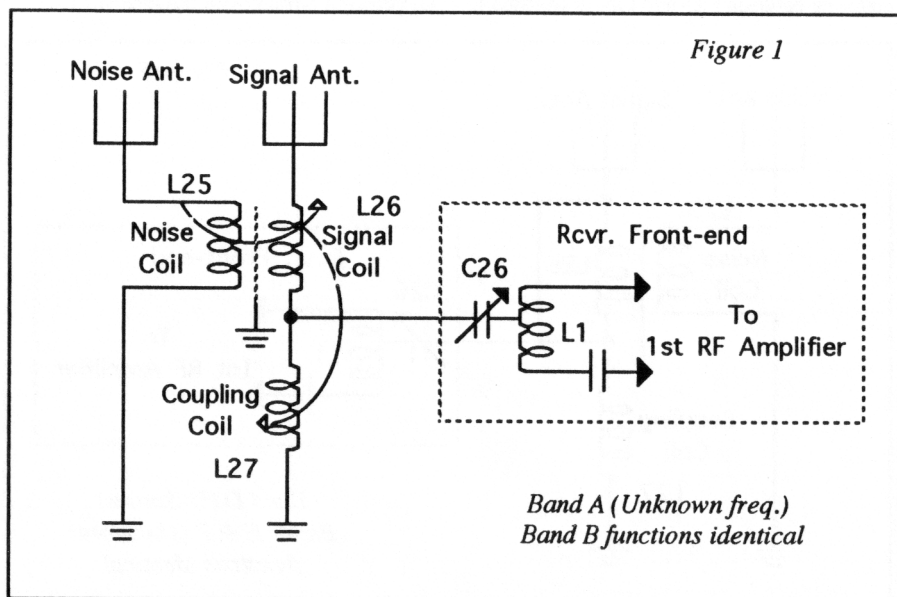 Figure 1
Noise Ant.
Signal Ant.
L25
Noise
Coil
L26
Signal
Coil
Rcvr. Front-end
C26
L1
To
1st RF Amplifier
Coupling
Coil
L27
Band A (Unknown freq.)
Band B functions identical